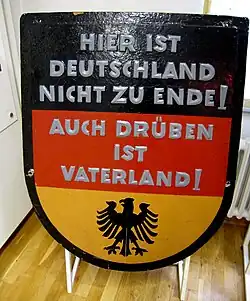 HIER IST
DEUTSCHLAND
NICHT ZU ENDE!
AUCH DRÜBEN
IST
VATERLAND!